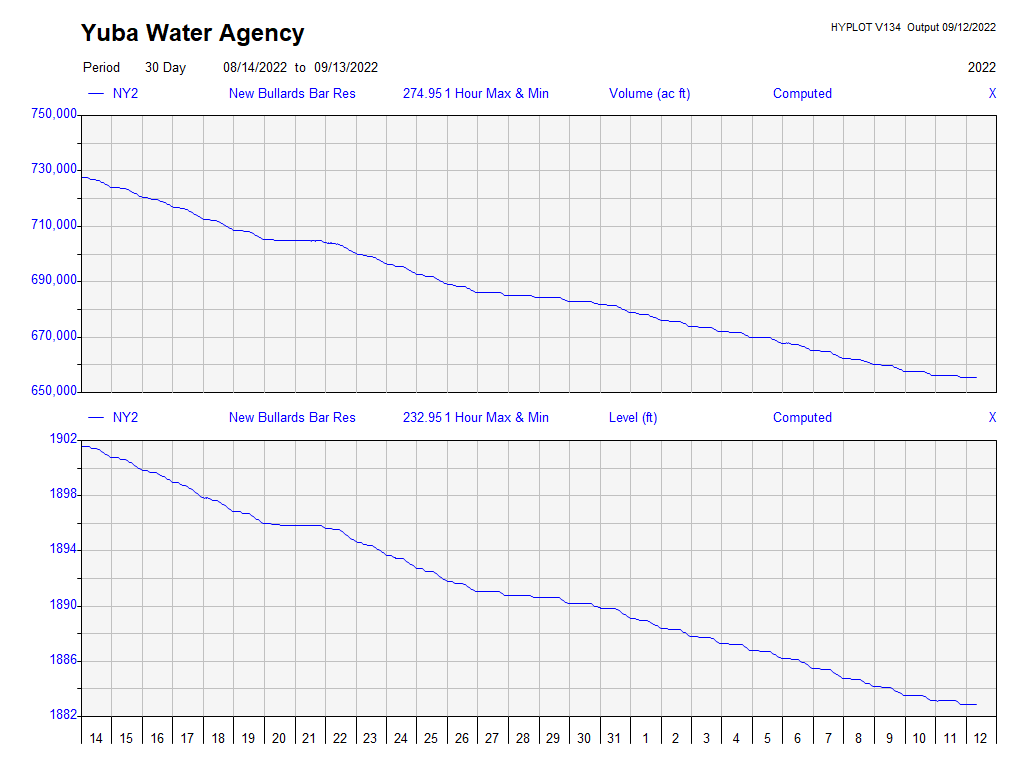 Yuba Water Agency
HYPLOT V134 Output 09/12/2022
Period 30 Day 08/14/2022 to 09/13/2022 2022
NY2 New Bullards Bar Res 274.95 1 Hour Max & Min Volume (ac ft) Computed X
750,000
730,000
710,000
690,000
670,000
650,000
NY2 New Bullards Bar Res 232.95 1 Hour Max & Min Level (ft) Computed X
1902
1898
1894
1890
1886
1882
14 15 16 17 18 19 20 21 22 23 24 25 26 27 28 29 30 31 1 2 3 4 5 6 7 8 9 10 11 12